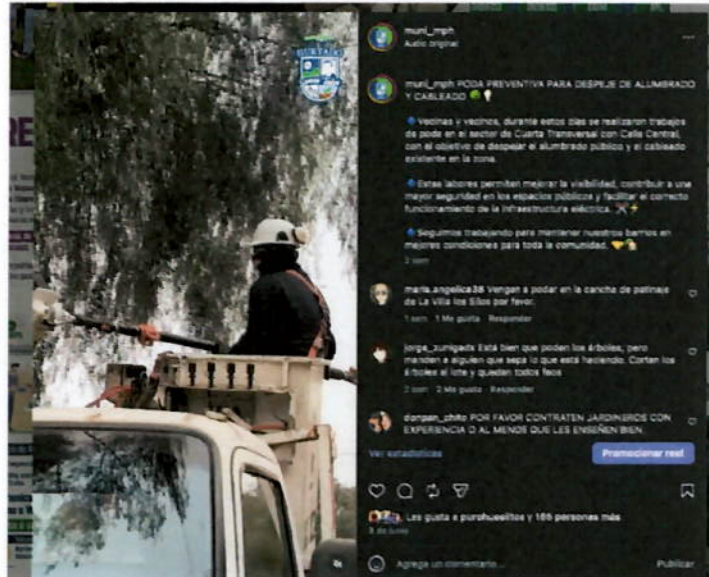 HURTADO
RE
muni_mph
Audio original
muni_mph PODA PREVENTIVA PARA DESPEJE DE ALUMBRADO
Y CABLEADO 🌳💡
🔹Vecinas y vecinos, durante estos días se realizaron trabajos
de poda en el sector de Cuarta Transversal con Calle Central,
con el objetivo de despejar el alumbrado público y el cableado
existente en la zona.
🔹Estas labores permiten mejorar la visibilidad, contribuir a una
mayor seguridad en los espacios públicos y facilitar el correcto
funcionamiento de la infraestructura eléctrica. ✂️⚡
🔹Seguimos trabajando para mantener nuestros barrios en
mejores condiciones para toda la comunidad.
2 sem
maria.angelica38 Vengan a podar en la cancha de patinaje
de La Villa los Silos por favor.
1 sem 1 Me gusta Responder
jorge_zunigats Está bien que poden los árboles, pero
manden a alguien que sepa lo que está haciendo. Cortan los
árboles al lote y quedan todos feos
2 sem 2 Me gusta Responder
donpan_chito POR FAVOR CONTRATEN JARDINEROS CON
EXPERIENCIA O AL MENOS QUE LES ENSEÑEN BIEN.
Ver estadísticas
Promocionar reel
Les gusta a purohuesitos y 165 personas más
3 de junio
Agrega un comentario...
Publicar